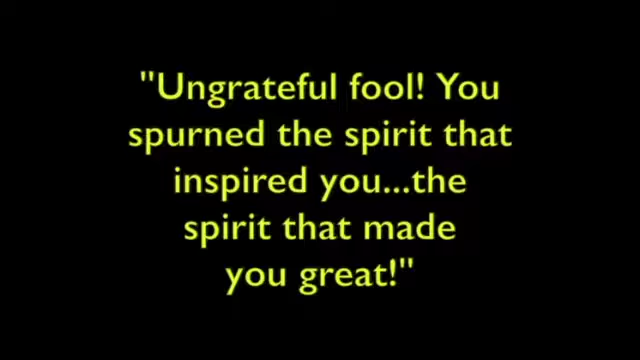 "Ungrateful fool! You
spurned the spirit that
inspired you...the
spirit that made
you great!"